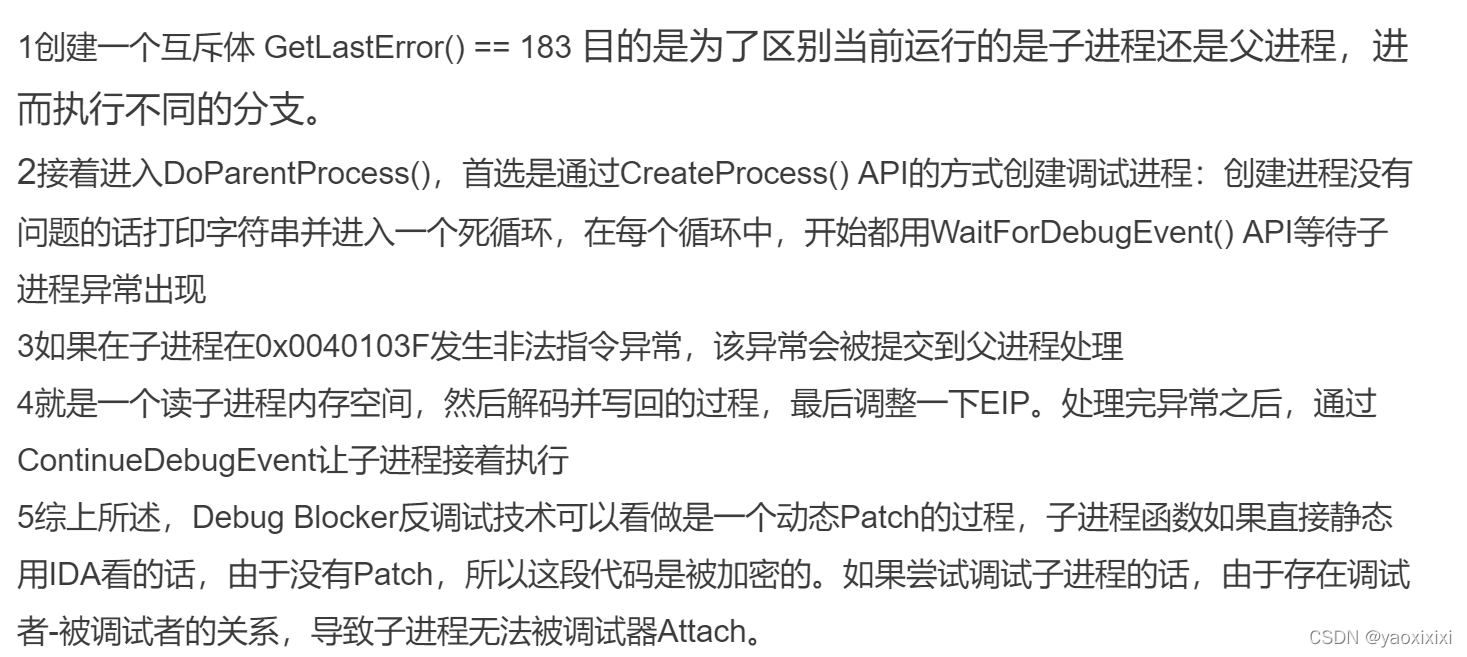 1创建一个互斥体 GetLastError() == 183 目的是为了区别当前运行的是子进程还是父进程，进
而执行不同的分支。
2接着进入DoParentProcess()，首选是通过CreateProcess() API的方式创建调试进程：创建进程没有
问题的话打印字符串并进入一个死循环，在每个循环中，开始都用WaitForDebugEvent() API等待子
进程异常出现
3如果在子进程在0x0040103F发生非法指令异常，该异常会被提交到父进程处理
4就是一个读子进程内存空间，然后解码并写回的过程，最后调整一下EIP。处理完异常之后，通过
ContinueDebugEvent让子进程接着执行
5综上所述，Debug Blocker反调试技术可以看做是一个动态Patch的过程，子进程函数如果直接静态
用IDA看的话，由于没有Patch，所以这段代码是被加密的。如果尝试调试子进程的话，由于存在调试
者-被调试者的关系，导致子进程无法被调试器Attach。
CSDN @yaoxixixi